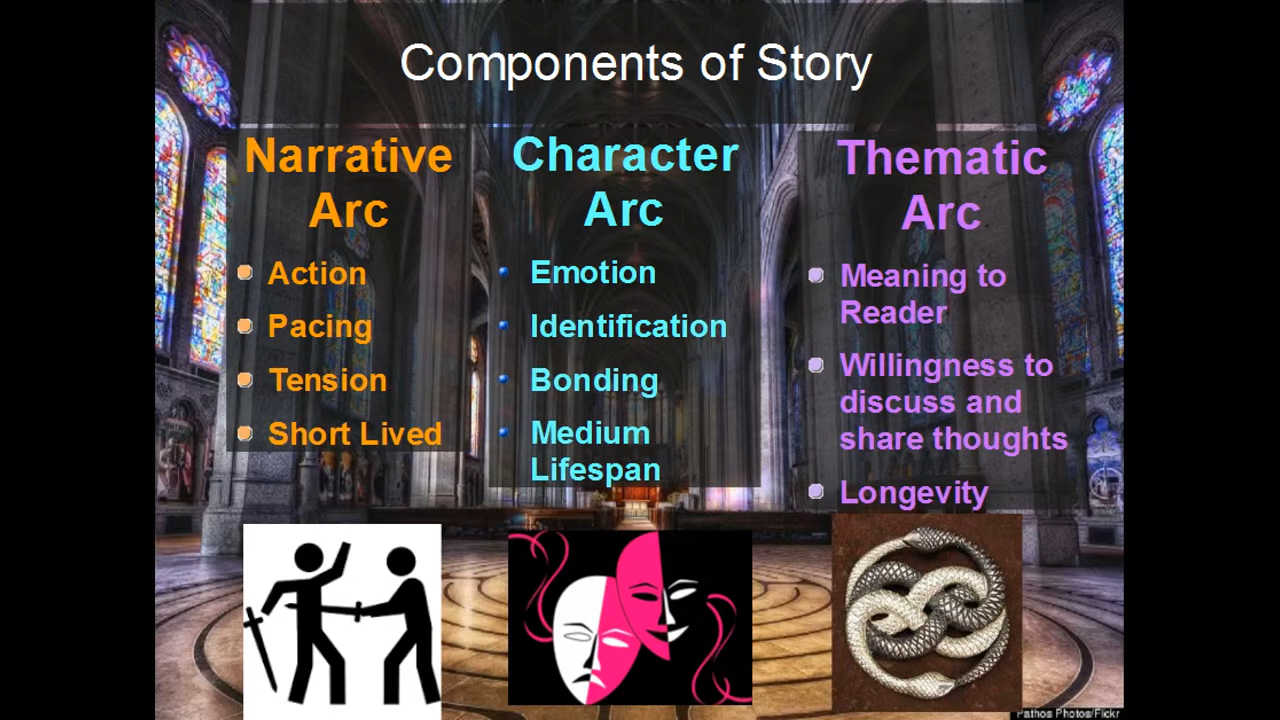 Components of Story
Narrative
Arc
Action
Pacing
Tension
Short Lived
Character
Arc
Emotion
Identification
Bonding
Medium
Lifespan
Thematic
Arc
Meaning to
Reader
Willingness to
discuss and
share thoughts
Longevity
Pathos Photos/Flickr